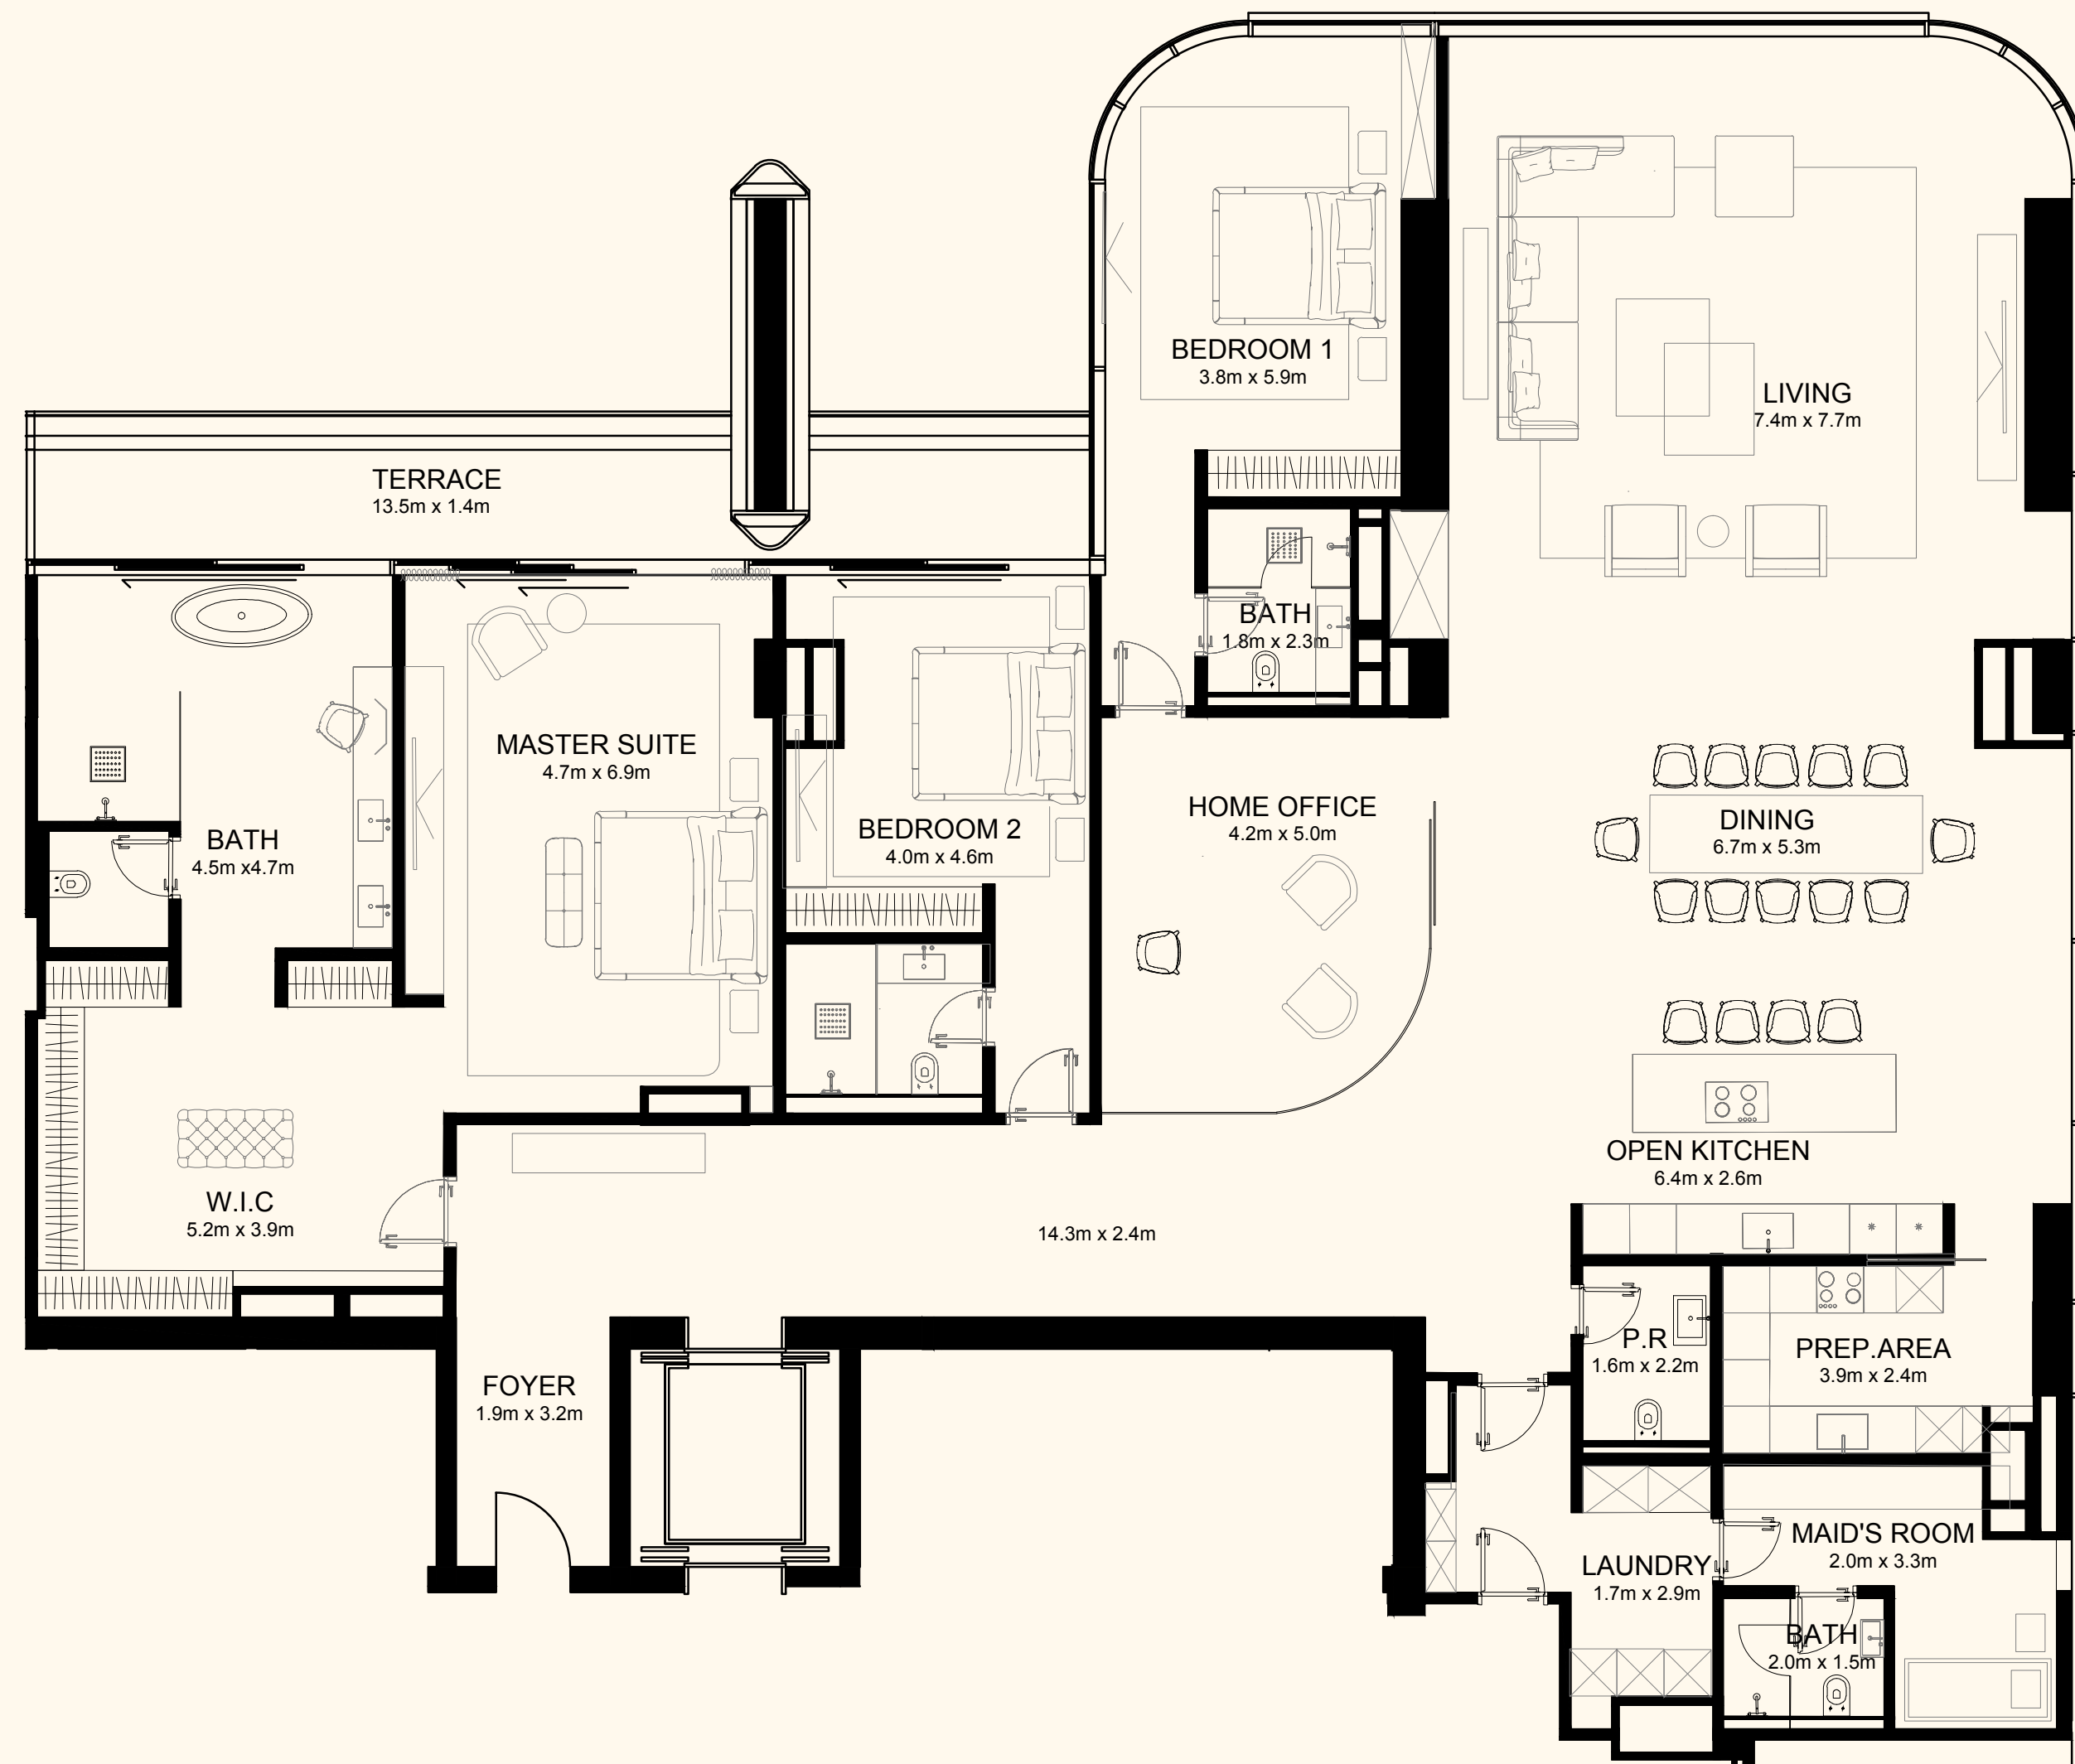 BEDROOM 1
3.8m x 5.9m
LIVING
7.4m x 7.7m
TERRACE
13.5m x 1.4m
BATH
1.8m x 2.3m
MASTER SUITE
4.7m x 6.9m
BATH
4.5m x4.7m
BEDROOM 2
4.0m x 4.6m
HOME OFFICE
4.2m x 5.0m
DINING
6.7m x 5.3m
OPEN KITCHEN
6.4m x 2.6m
W.I.C
5.2m x 3.9m
14.3m x 2.4m
FOYER
1.9m x 3.2m
P.R
1.6m x 2.2m
PREP.AREA
3.9m x 2.4m
LAUNDRY
1.7m x 2.9m
MAID'S ROOM
2.0m x 3.3m
BATH
2.0m x 1.5m